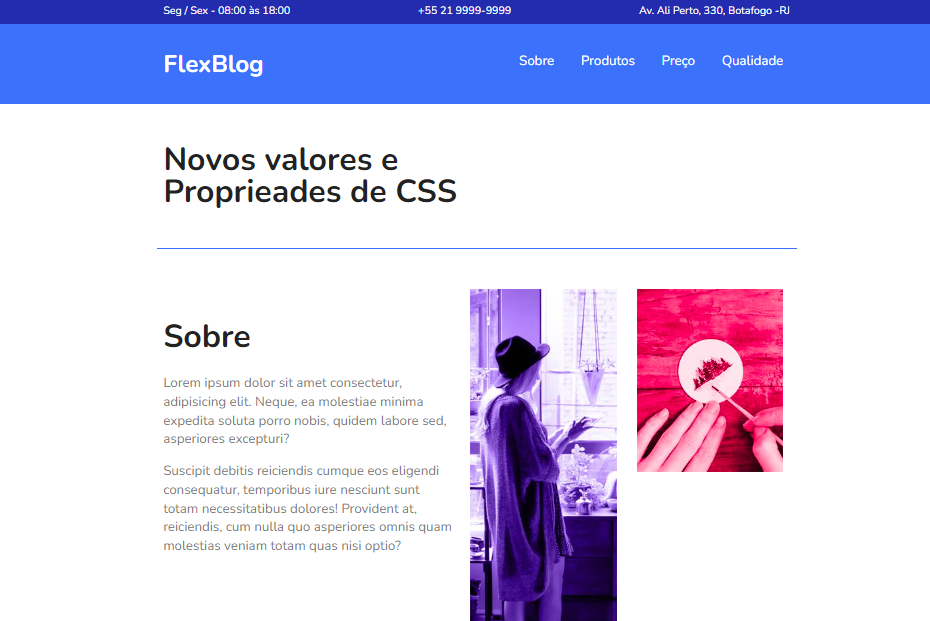 Seg / Sex - 08:00 às 18:00
+55 21 9999-9999
Av. Ali Perto, 330, Botafogo -RJ
FlexBlog
Sobre
Produtos
Preço
Qualidade
Novos valores e
Proprieades de CSS
Sobre
Lorem ipsum dolor sit amet consectetur,
adipisicing elit. Neque, ea molestiae minima
expedita soluta porro nobis, quidem labore sed,
asperiores excepturi?
Suscipit debitis reiciendis cumque eos eligendi
consequatur, temporibus iure nesciunt sunt
totam necessitatibus dolores! Provident at,
reiciendis, cum nulla quo asperiores omnis quam
molestias veniam totam quas nisi optio?